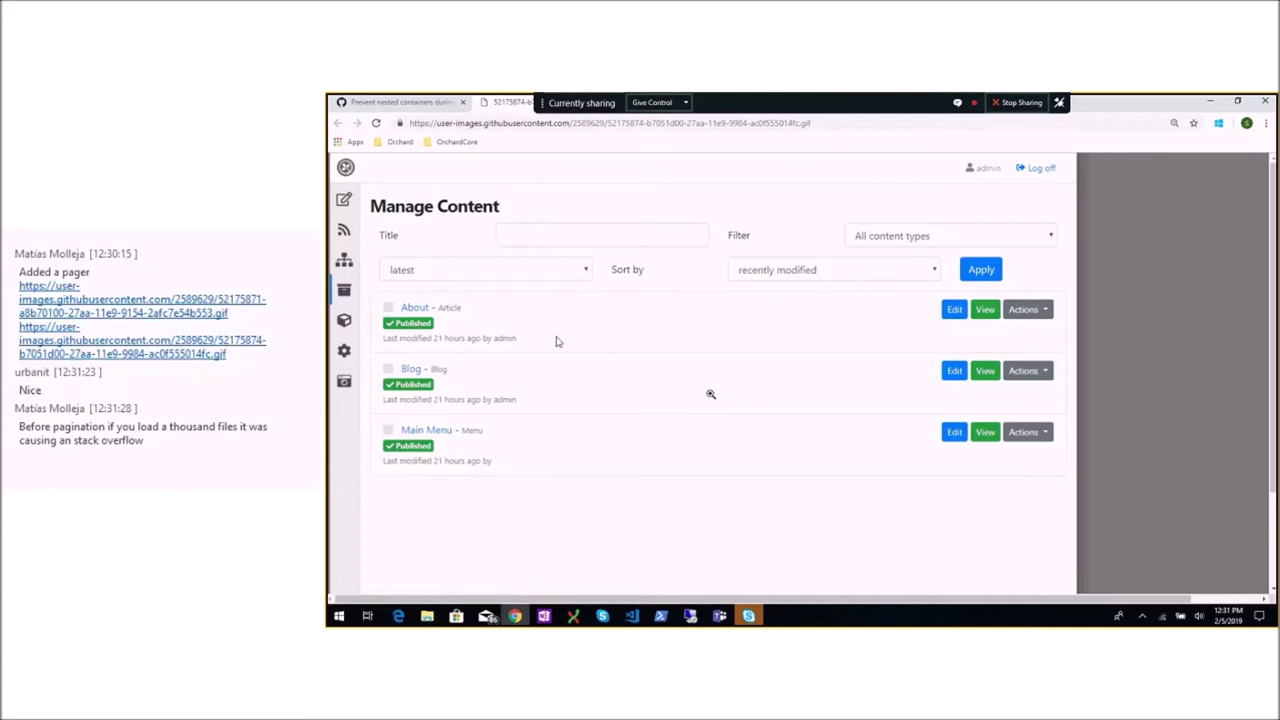 Matías Molleja [12:30:15 ]
Added a pager
https://user-
images.githubusercontent.com/2589629/52175871-
a8b70100-27aa-11e9-9154-2afc7e54b553.gif
https://user-
images.githubusercontent.com/2589629/52175874-
b7051d00-27aa-11e9-9984-ac0f555014fc.gif
urbanit [12:31:23 ]
Nice
Matías Molleja [12:31:28 ]
Before pagination if you load a thousand files it was
causing an stack overflow
Prevent nested containers durin
52175874-b
Currently sharing
Give Control
Stop Sharing
https://user-images.githubusercontent.com/2589629/52175874-b7051d00-27aa-11e9-9984-ac0f555014fc.gif
Apps Orchard OrchardCore
admin Log off
Manage Content
Title Filter All content types
latest Sort by recently modified Apply
About - Article Edit View Actions
Published
Last modified 21 hours ago by admin
Blog - Blog Edit View Actions
Published
Last modified 21 hours ago by admin
Main Menu - Menu Edit View Actions
Published
Last modified 21 hours ago by
12:31 PM
2/5/2019